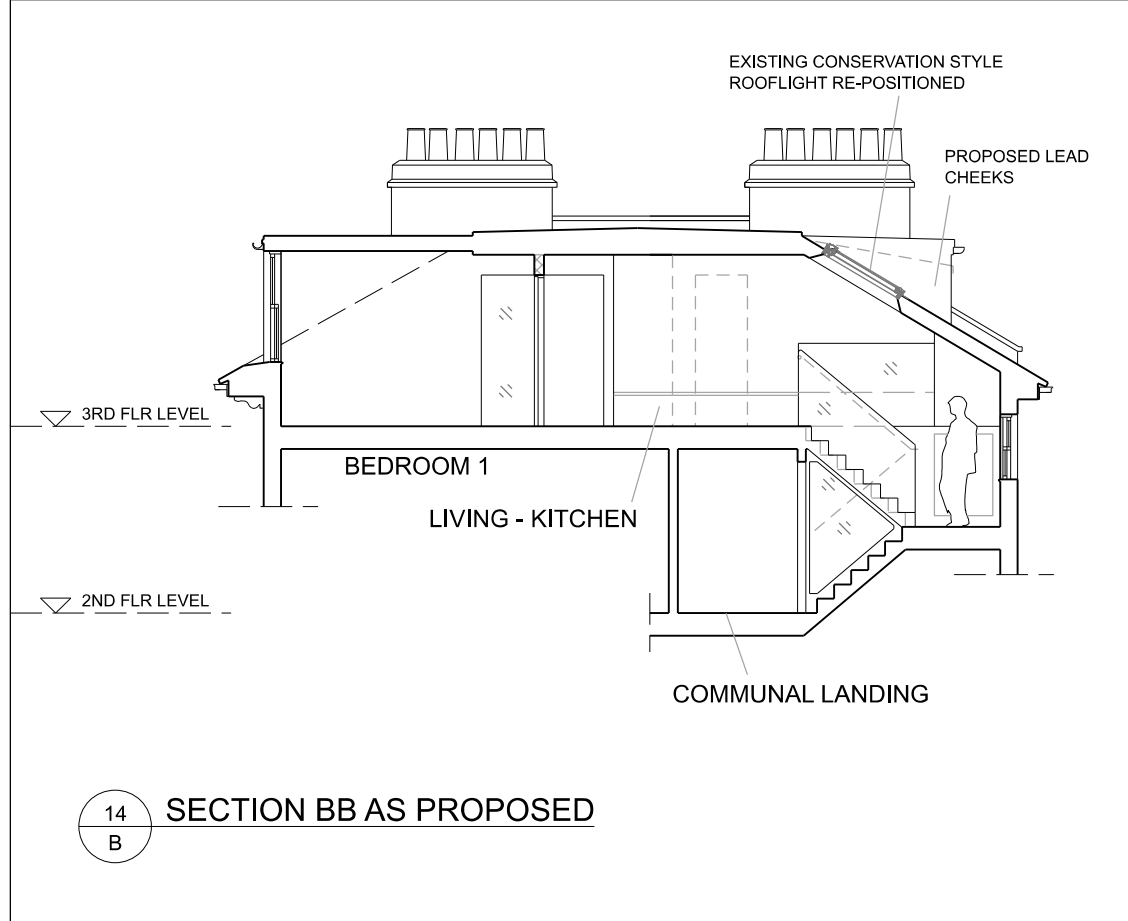 EXISTING CONSERVATION STYLE
ROOFLIGHT RE-POSITIONED
PROPOSED LEAD
CHEEKS
3RD FLR LEVEL
BEDROOM 1
LIVING - KITCHEN
2ND FLR LEVEL
COMMUNAL LANDING
14
B
SECTION BB AS PROPOSED